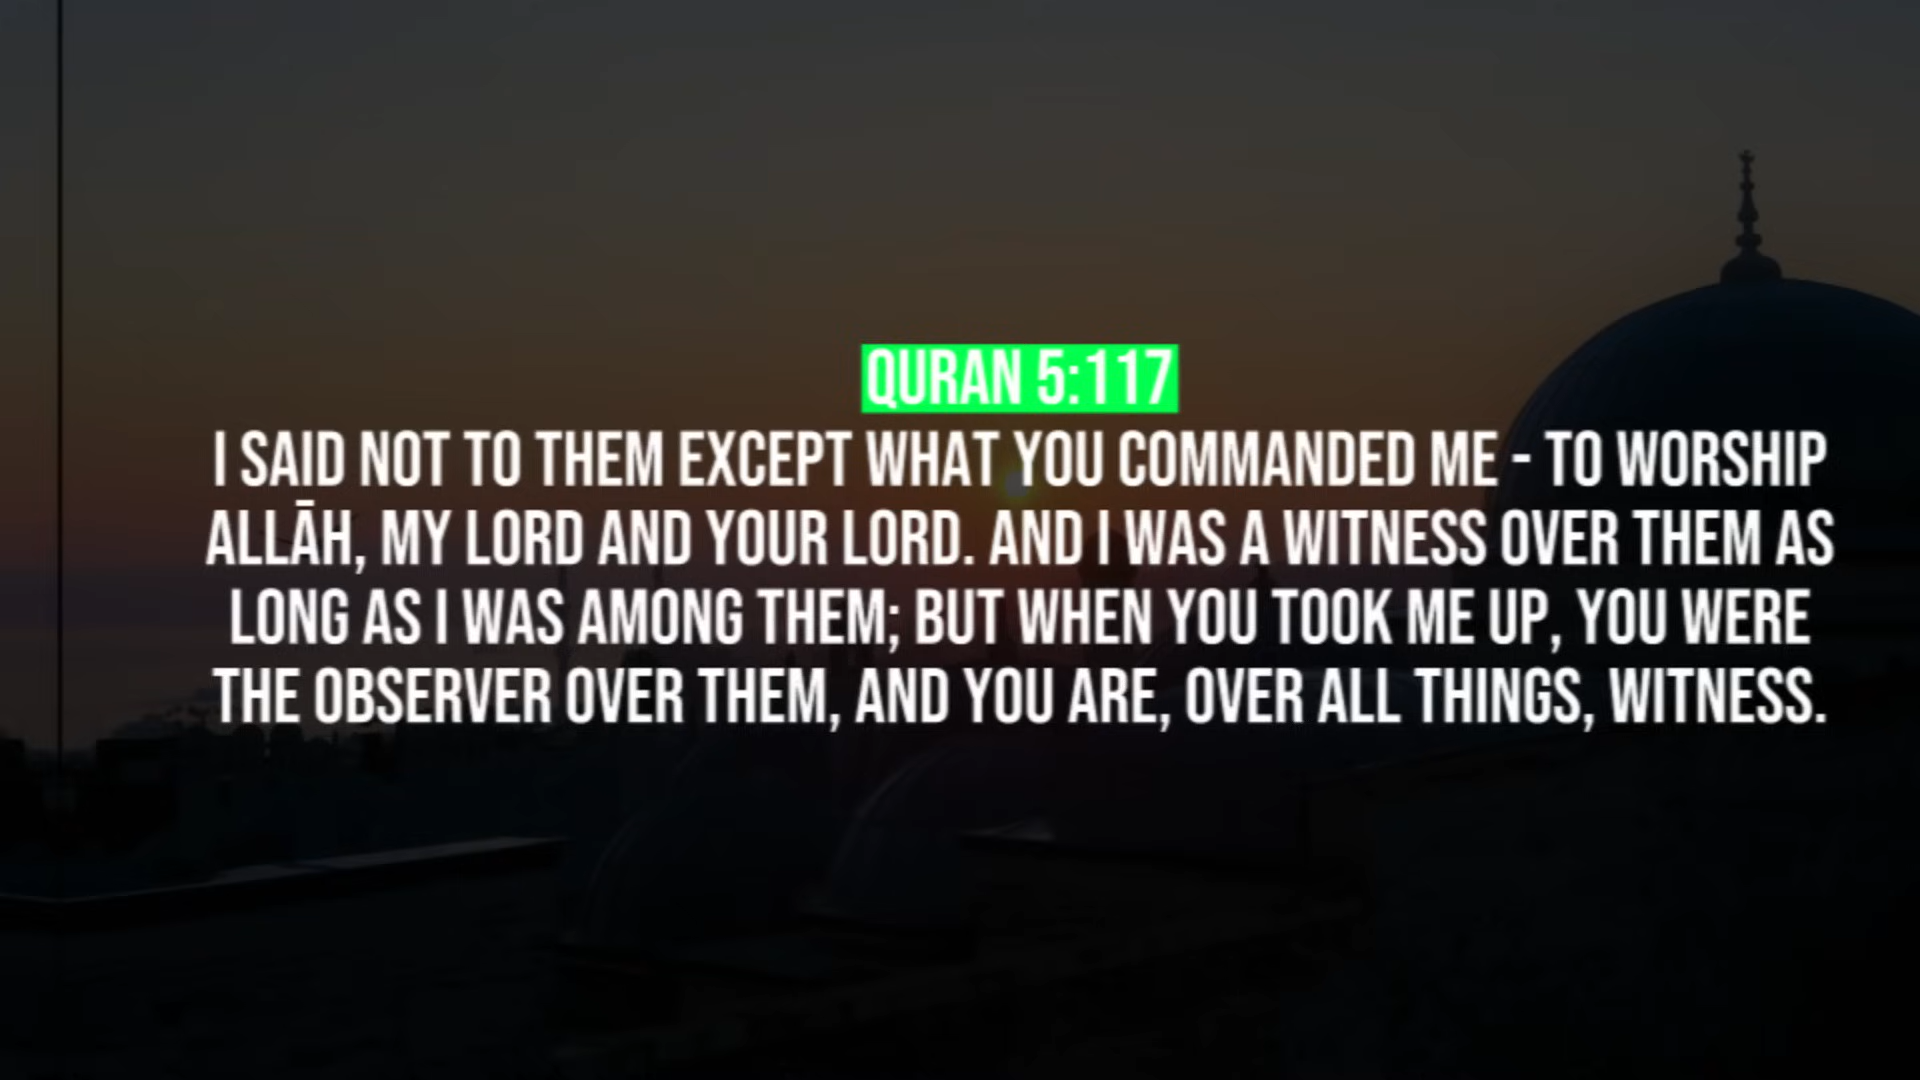 QURAN 5:117
I SAID NOT TO THEM EXCEPT WHAT YOU COMMANDED ME - TO WORSHIP
ALLĀH, MY LORD AND YOUR LORD. AND I WAS A WITNESS OVER THEM AS
LONG AS I WAS AMONG THEM; BUT WHEN YOU TOOK ME UP, YOU WERE
THE OBSERVER OVER THEM, AND YOU ARE, OVER ALL THINGS, WITNESS.